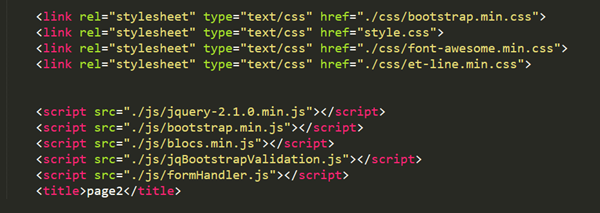 <link rel="stylesheet" type="text/css" href="./css/bootstrap.min.css">
<link rel="stylesheet" type="text/css" href="style.css">
<link rel="stylesheet" type="text/css" href="./css/font-awesome.min.css">
<link rel="stylesheet" type="text/css" href="./css/et-line.min.css">
<script src="./js/jquery-2.1.0.min.js"></script>
<script src="./js/bootstrap.min.js"></script>
<script src="./js/blocs.min.js"></script>
<script src="./js/jqBootstrapValidation.js"></script>
<script src="./js/formHandler.js"></script>
<title>page2</title>